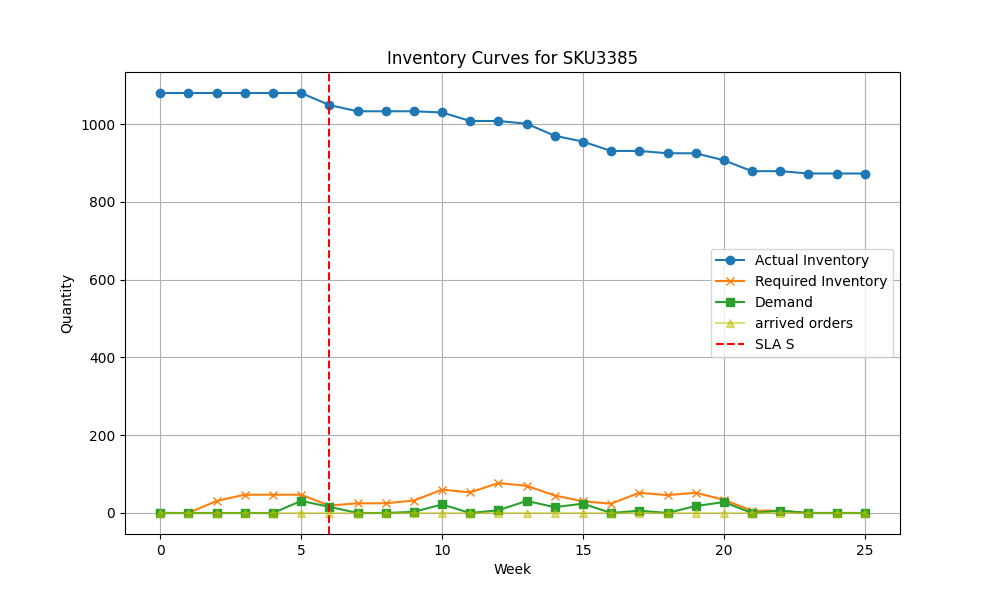 Inventory Curves for SKU3385
Quantity
1000
800
600
400
200
0
Actual Inventory
Required Inventory
Demand
arrived orders
SLA S
0 5 10 15 20 25
Week